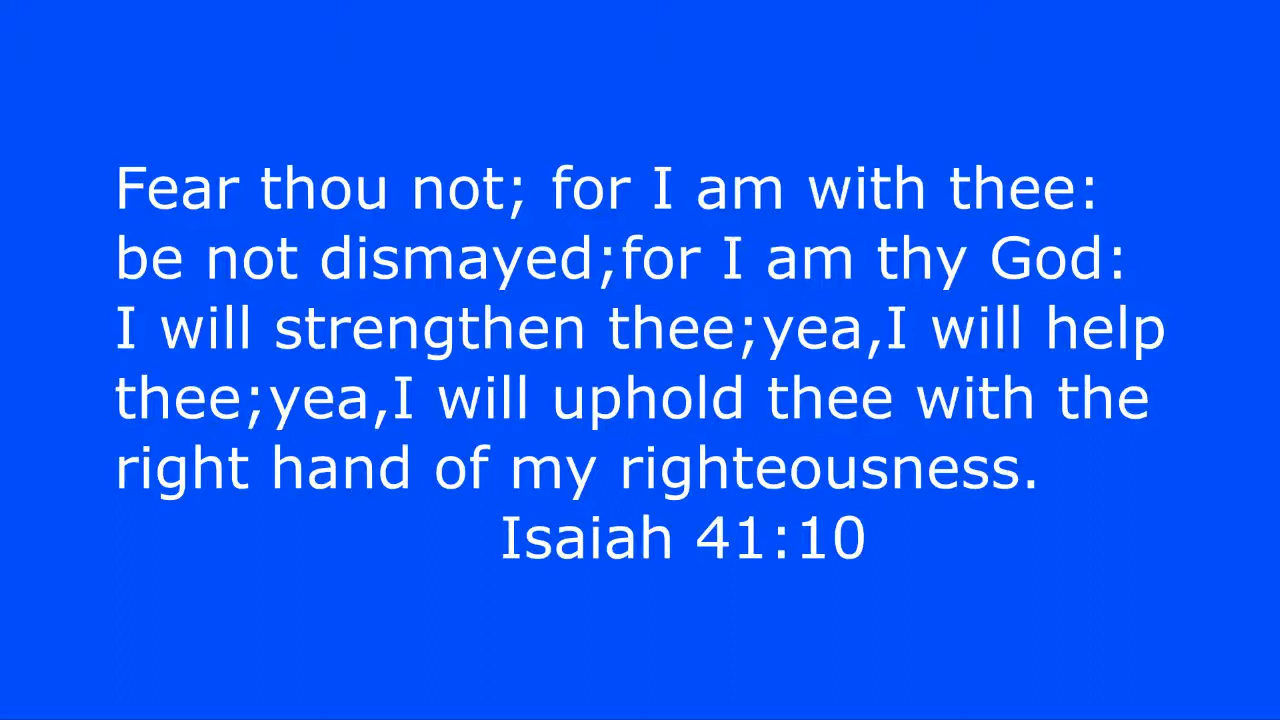 Fear thou not; for I am with thee:
be not dismayed;for I am thy God:
I will strengthen thee;yea,I will help
thee;yea,I will uphold thee with the
right hand of my righteousness.
Isaiah 41:10